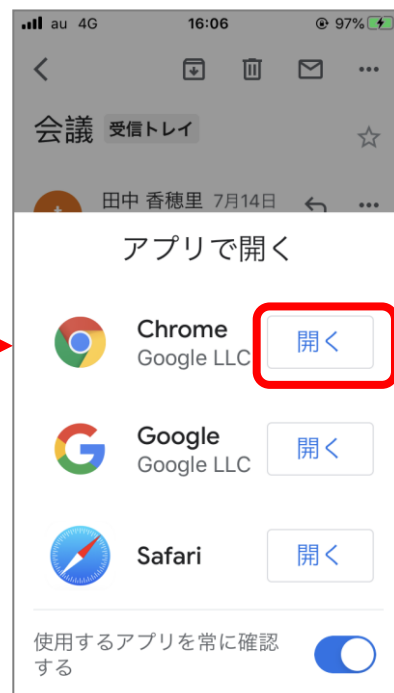 au 4G 16:06 97%
会議 受信トレイ
田中 香穂里 7月14日
アプリで開く
Chrome
Google LLC
開く
Google
Google LLC
開く
Safari
開く
使用するアプリを常に確認
する